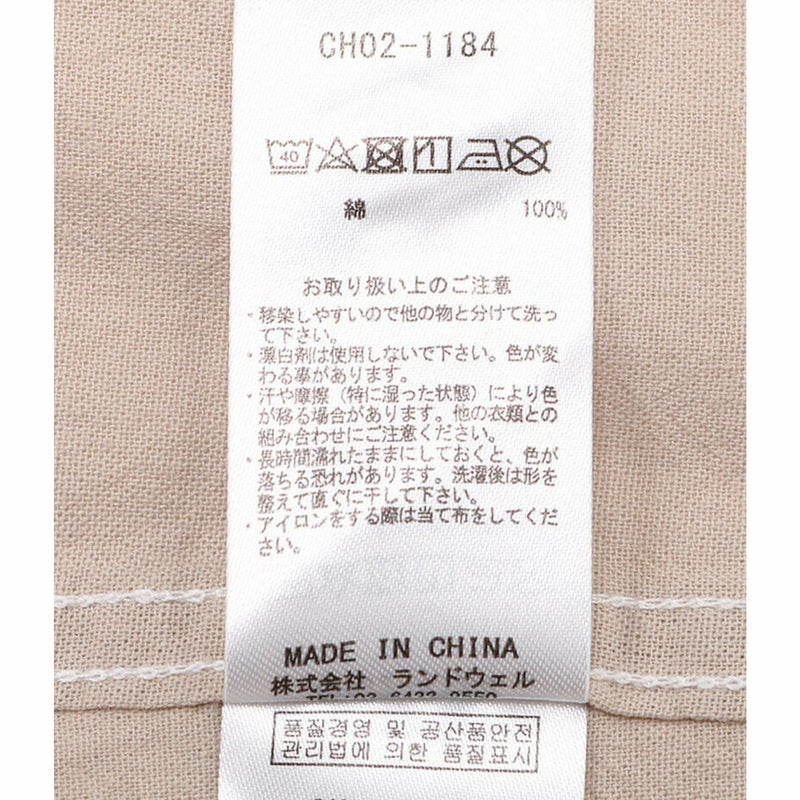 CH02-1184
40
綿 100%
お取り扱い上のご注意
・移染しやすいので他の物と分けて洗っ
て下さい。
・漂白剤は使用しないで下さい。色が変
わる事があります。
・汗や摩擦（特に湿った状態）により色
が移る場合があります。他の衣類との
組み合わせにご注意ください。
・長時間濡れたままにしておくと、色が
落ちる恐れがあります。洗濯後は形を
整えて直ぐに干して下さい。
・アイロンをする際は当て布をしてくだ
さい。
MADE IN CHINA
株式会社 ランドウェル
품질경영 및 공산품안전
관리법에 의한 품질표시